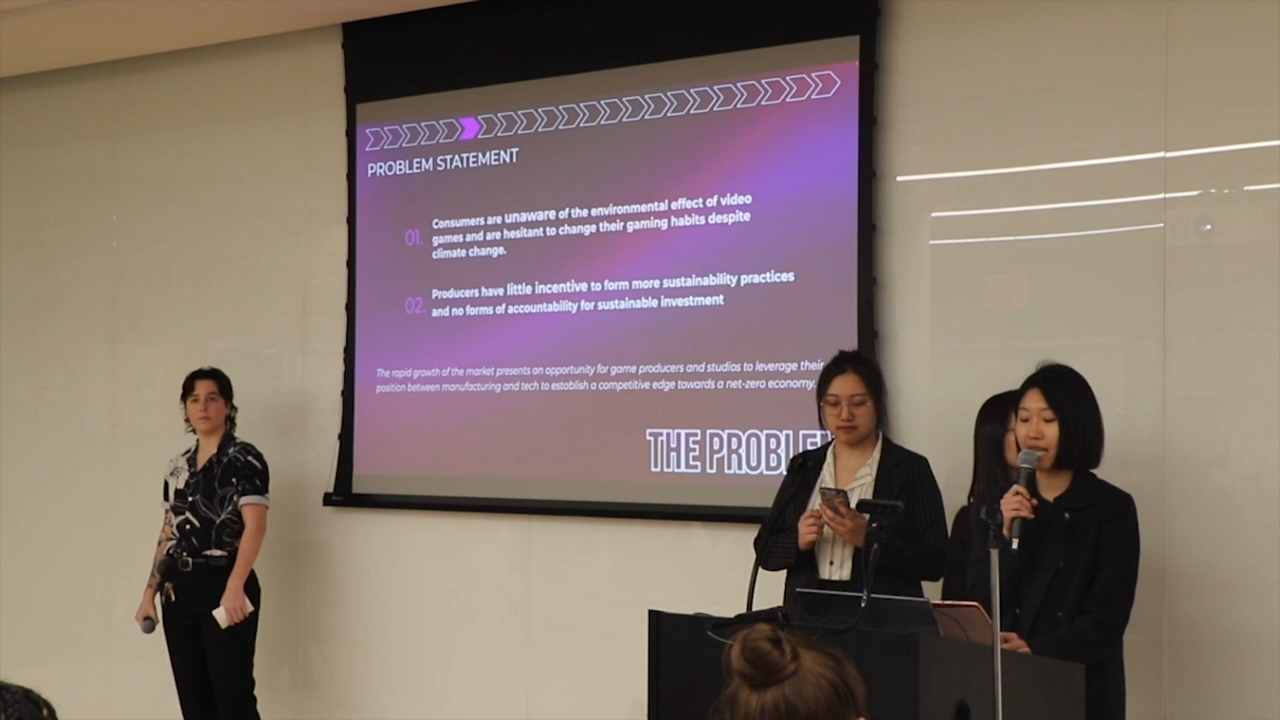 PROBLEM STATEMENT
01.
Consumers are unaware of the environmental effect of video
games and are hesitant to change their gaming habits despite
climate change.
02.
Producers have little incentive to form more sustainability practices
and no forms of accountability for sustainable investment
The rapid growth of the market presents an opportunity for game producers and studios to leverage their
position between manufacturing and tech to establish a competitive edge towards a net-zero economy.
THE PROBLEM